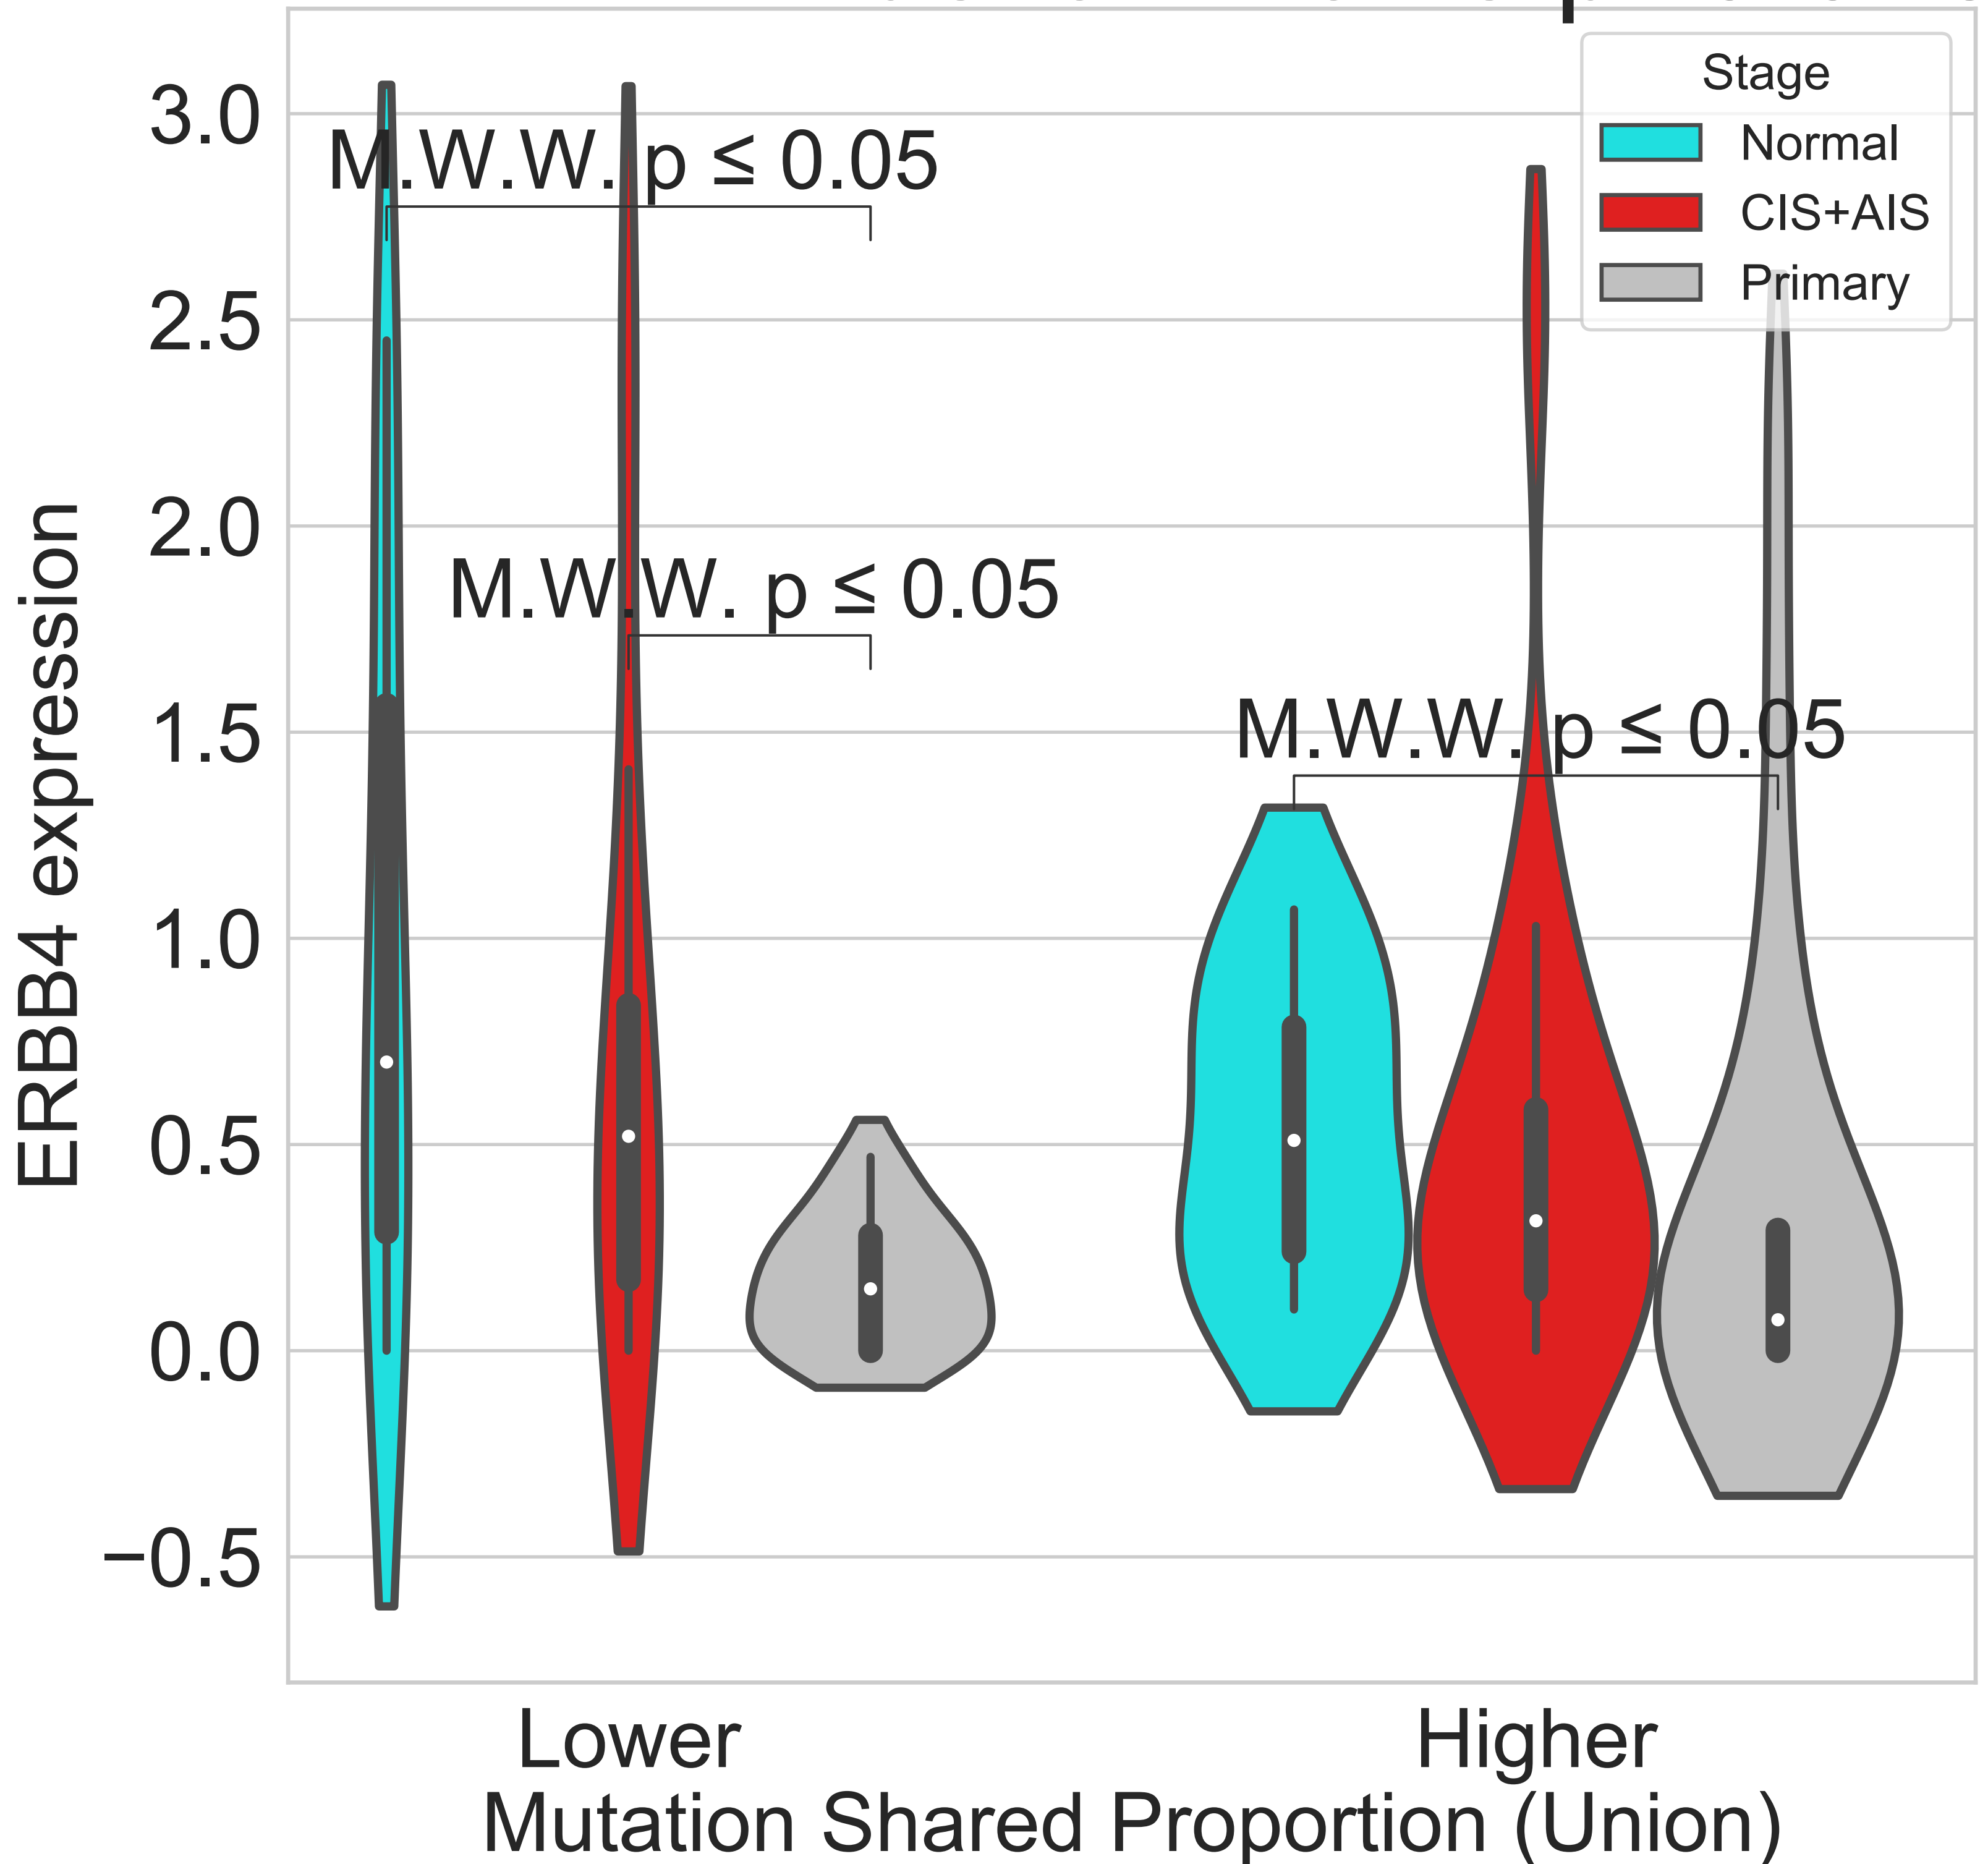 Stage
Normal
CIS+AIS
Primary
3.0
2.5
2.0
1.5
1.0
0.5
0.0
−0.5
ERBB4 expression
M.W.W. p ≤ 0.05
M.W.W. p ≤ 0.05
M.W.W. p ≤ 0.05
Lower
Higher
Mutation Shared Proportion (Union)